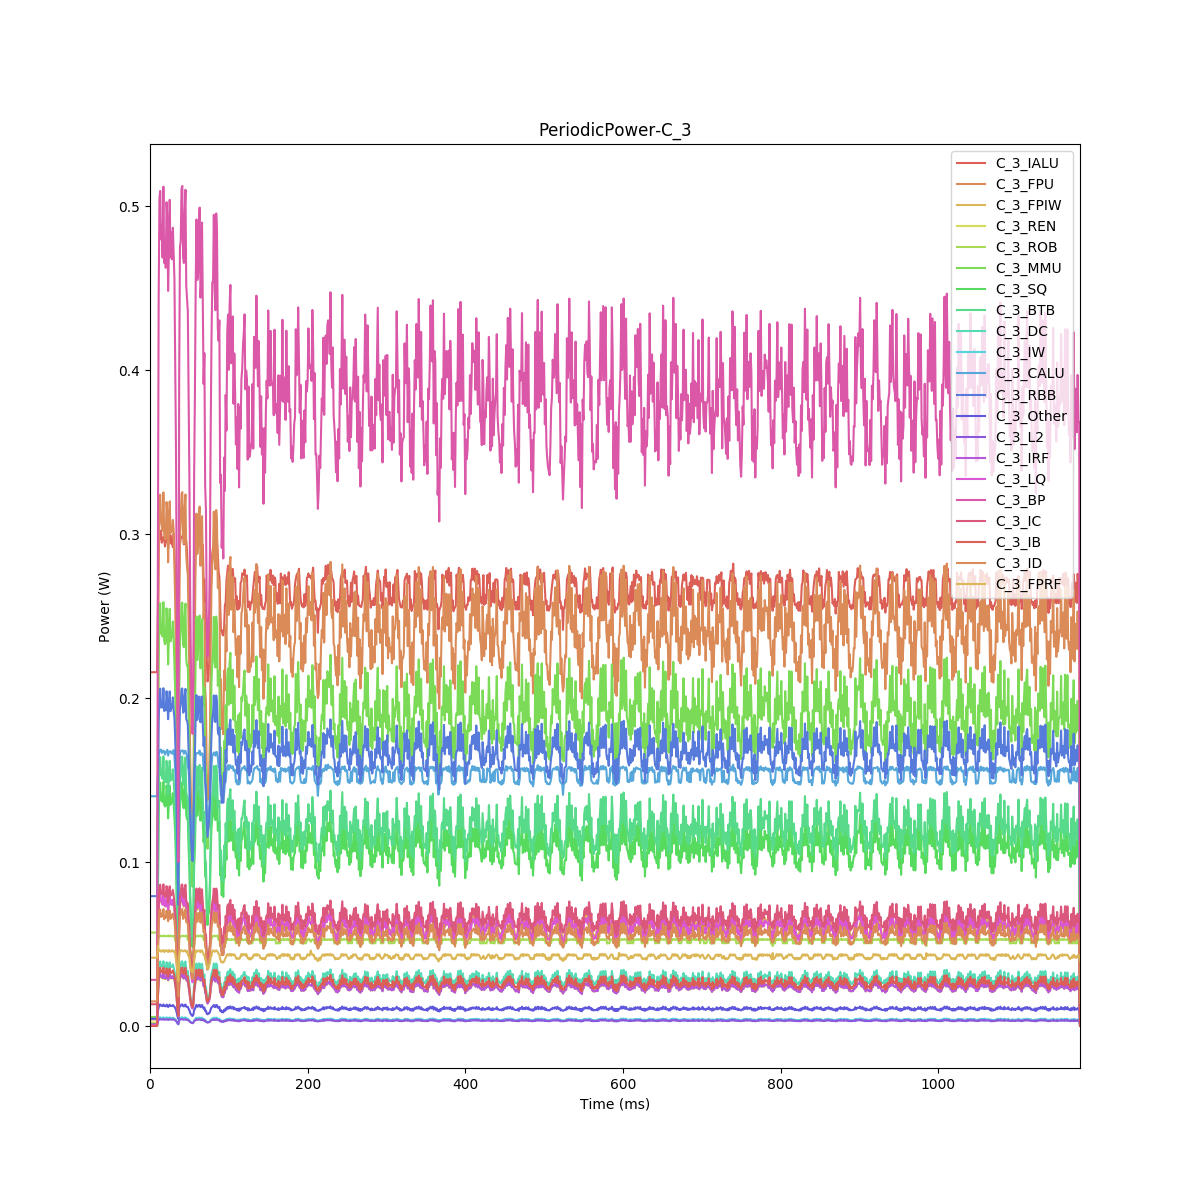 PeriodicPower-C_3
C_3_IALU
C_3_FPU
C_3_FPIW
C_3_REN
C_3_ROB
C_3_MMU
C_3_SQ
C_3_BTB
C_3_DC
C_3_IW
C_3_CALU
C_3_RBB
C_3_Other
C_3_L2
C_3_IRF
C_3_LQ
C_3_BP
C_3_IC
C_3_IB
C_3_ID
C_3_FPRF
0.5
0.4
0.3
0.2
0.1
0.0
Power (W)
0 200 400 600 800 1000
Time (ms)